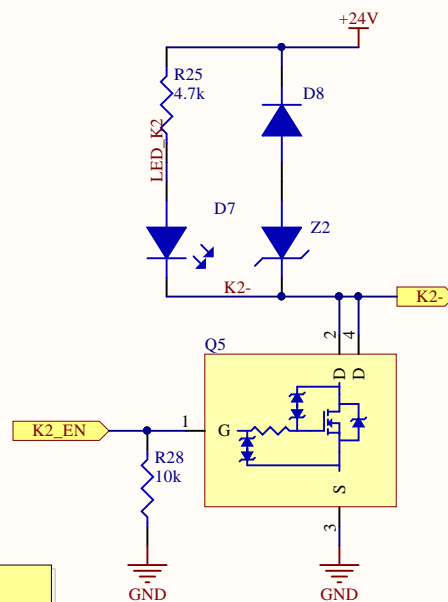 +24V
R25
4.7k
D8
LED_K2
D7
Z2
K2-
K2-
2
4
Q5
D
D
K2_EN
1
G
R28
10k
S
3
GND
GND